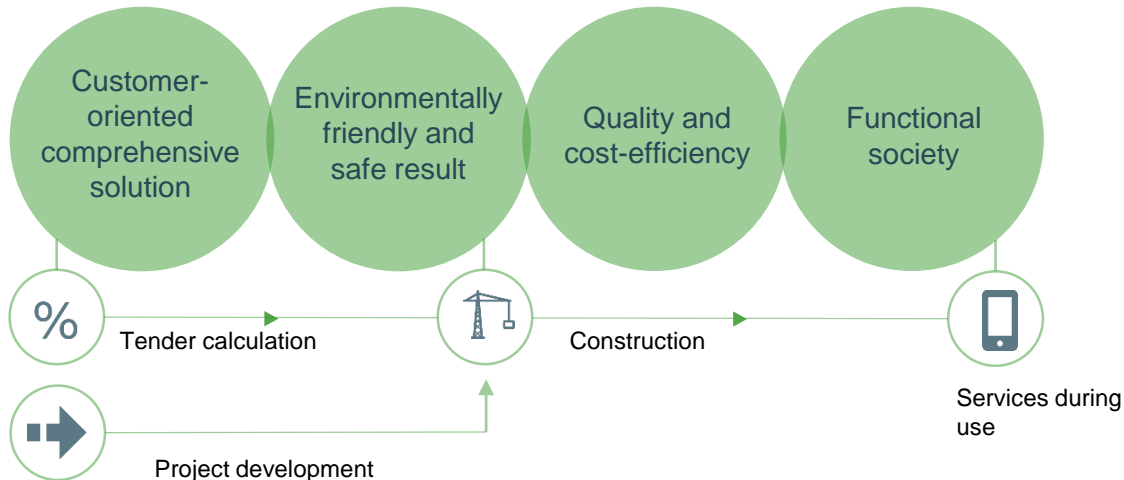 Customer-
oriented
comprehensive
solution
Environmentally
friendly and
safe result
Quality and
cost-efficiency
Functional
society
%
Tender calculation
Construction
Services during
use
Project development